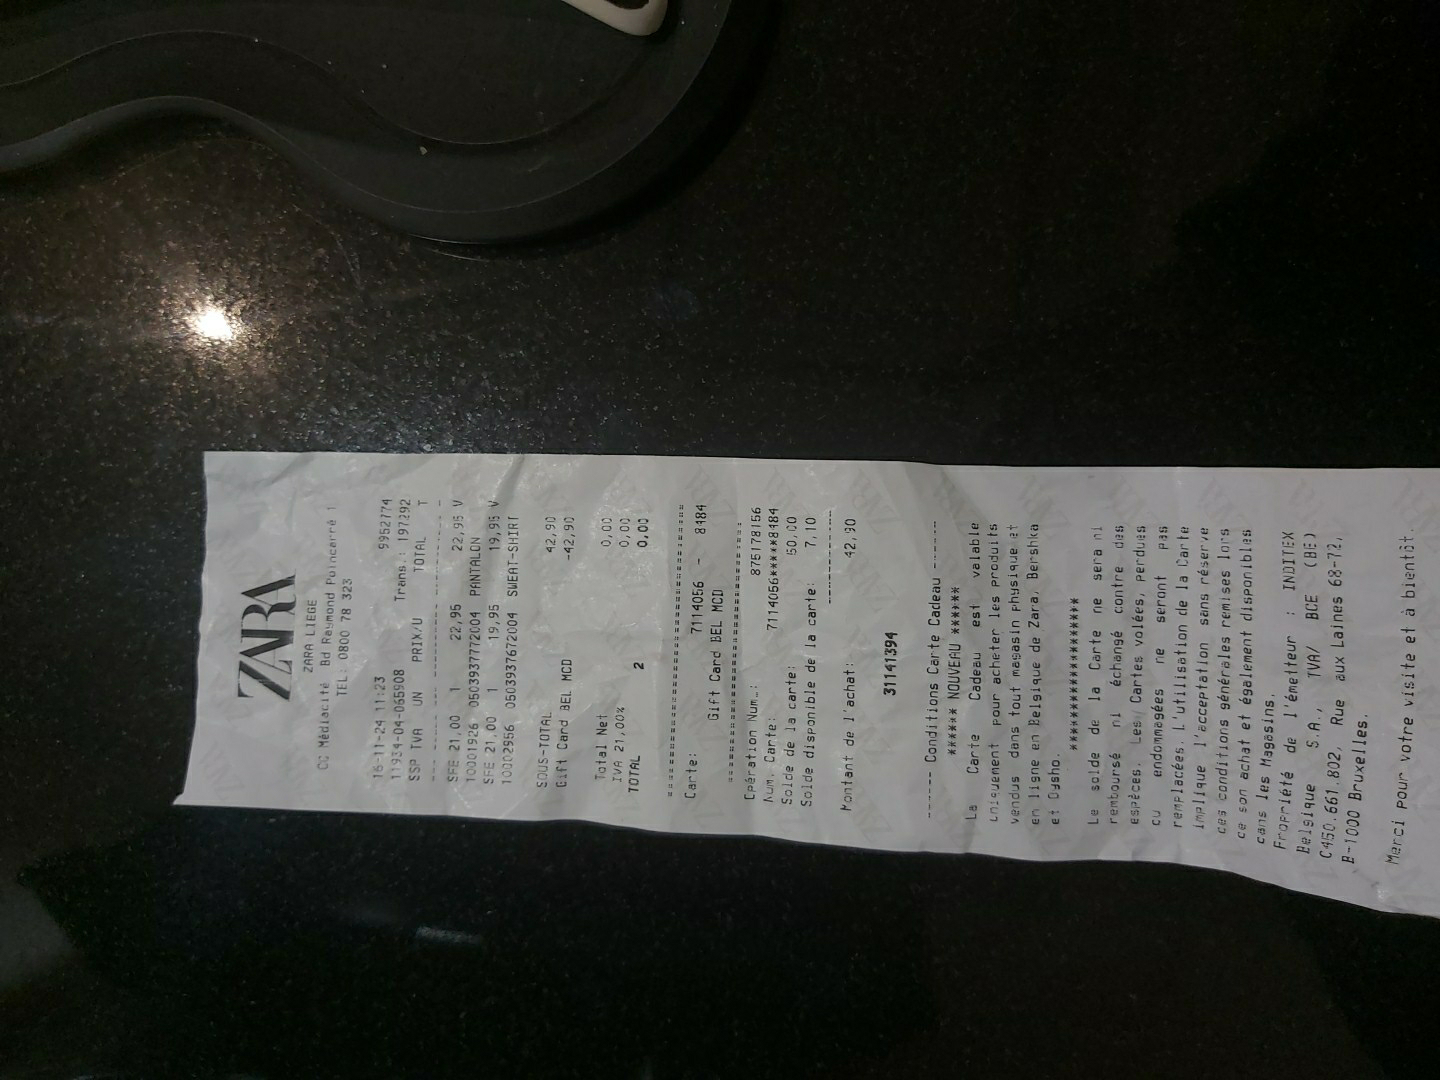 ZARA
ZARA LIEGE
CC Médiacité Bd Raymond Poincarré 1
TEL. 0800 78 323
16-11-24 11:23 9952774
11934-04-065908 Trans.: 197292
SSP TVA UN PRIX/U TOTAL T
SFE 21,00 1 22,95 22,95 V
10001926 0503937772004 PANTALON
SFE 21,00 1 19,95 19,95 V
10002956 0503937672004 SWEAT-SHIRT
SOUS-TOTAL 42,90
Gift Card BEL MCD -42,90
Total Net 0,00
TVA 21,00% 0,00
TOTAL 2 0,00
==============================
Carte: 7114056 - 8484
Gift Card BEL MCD
==============================
Opération Num.: 875178156
Num. Carte: 7114056****8484
Solde de la carte: 50,00
Solde disponible de la carte: 7,10
Montant de l'achat: 42,90
31141394
------ Conditions Carte Cadeau ------
****** NOUVEAU ******
La Carte Cadeau est valable
uniquement pour acheter les produits
vendus dans tout magasin physique et
en ligne en Belgique de Zara, Bershka
et Oysho.
*********************
Le solde de la Carte ne sera ni
remboursé ni échangé contre des
espèces. Les Cartes volées, perdues
ou endommagées ne seront pas
remplacées. L'utilisation de la Carte
implique l'acceptation sans réserve
des conditions générales remises lors
de son achat et également disponibles
dans les Magasins.
Propriété de l'émetteur : INDITEX
Belgique S.A., TVA/ BCE (BE)
0450.661.802, Rue aux Laines 68-72,
B-1000 Bruxelles.
Merci pour votre visite et à bientôt.